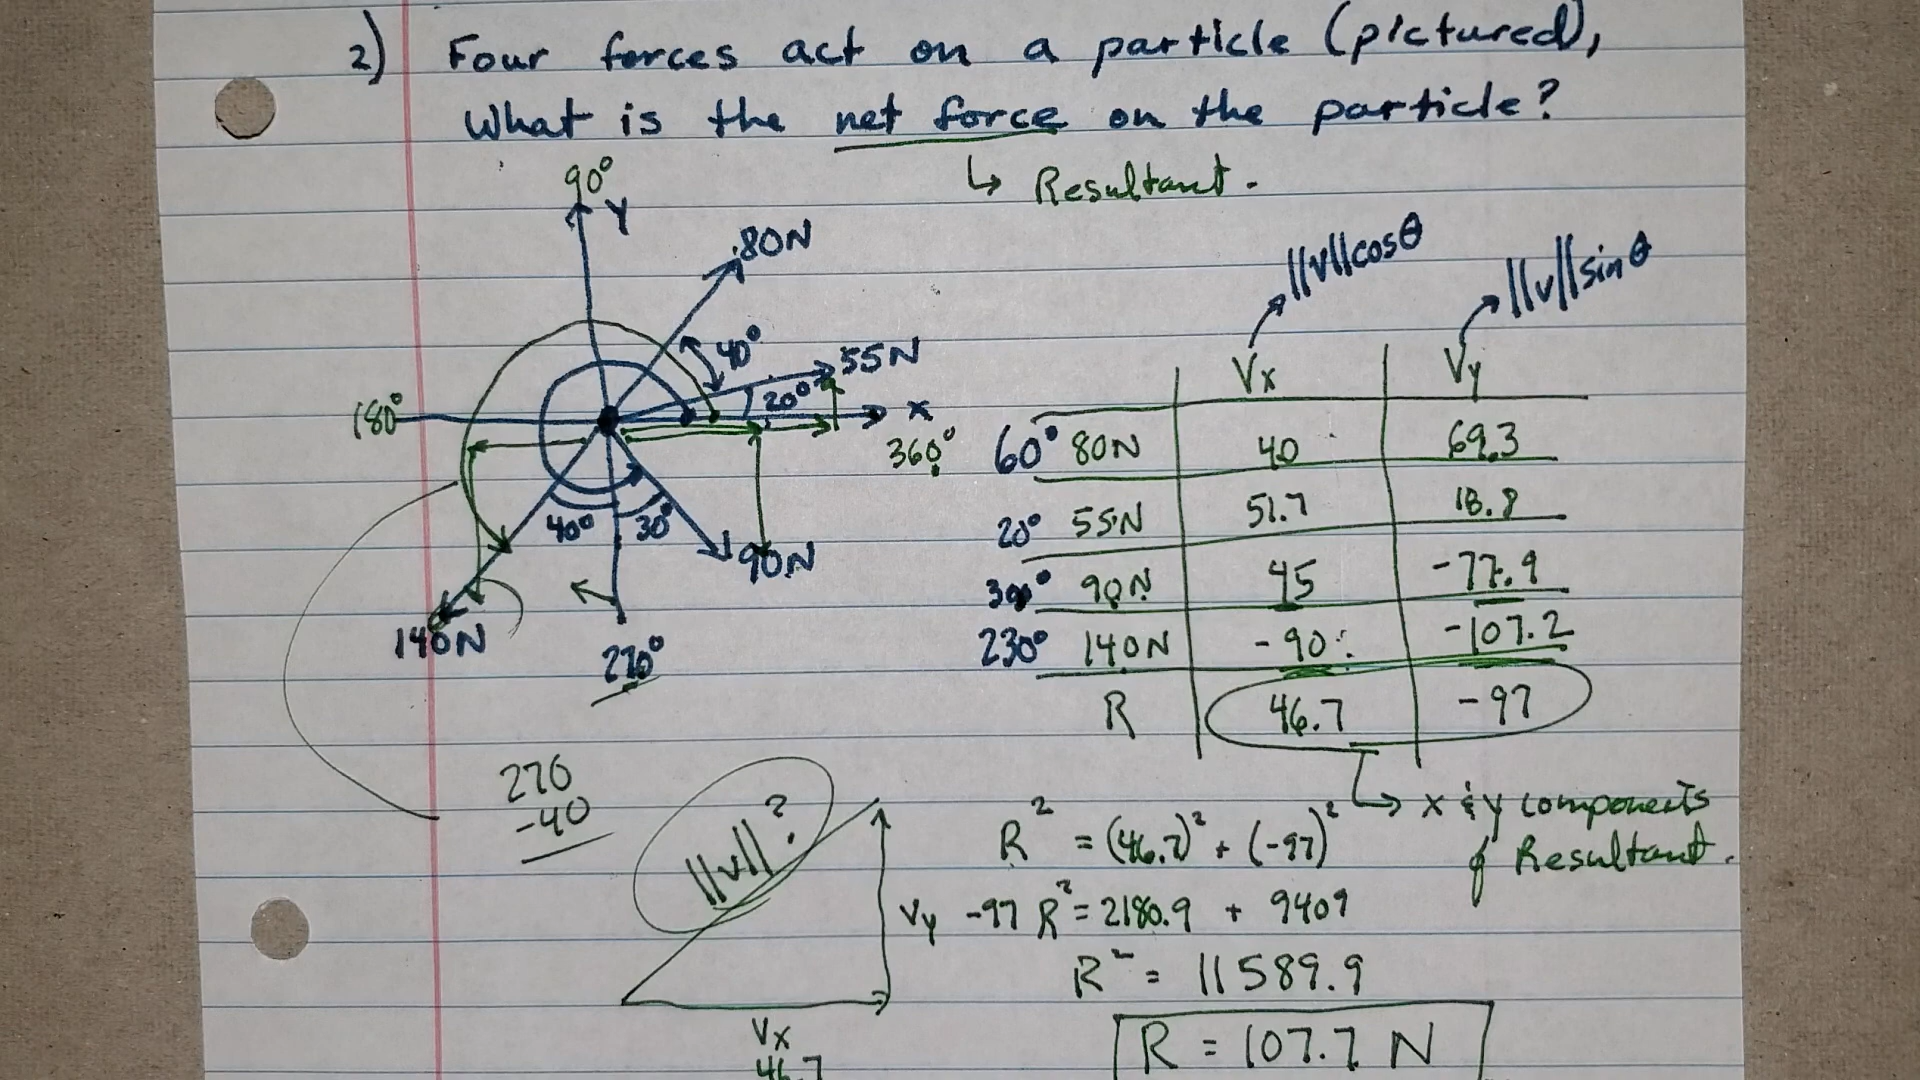 2) Four forces act on a particle (pictured),
What is the net force on the particle?
↳ Resultant.
90°
Y
80N
40°
55N
20°
x
180°
360°
40° 30°
90N
140N
270°
||v||cosθ
||v||sinθ
Vx Vy
60° 80N 40 69.3
20° 55N 51.7 18.8
90N 45 -77.9
230° 140N -90 -107.2
R 46.7 -97
→ x & y components
of Resultant.
270
-40
||v||?
Vy -97
Vx
46.7
R² = (46.7)² + (-97)²
R² = 2180.9 + 9409
R² = 11589.9
R = 107.7 N